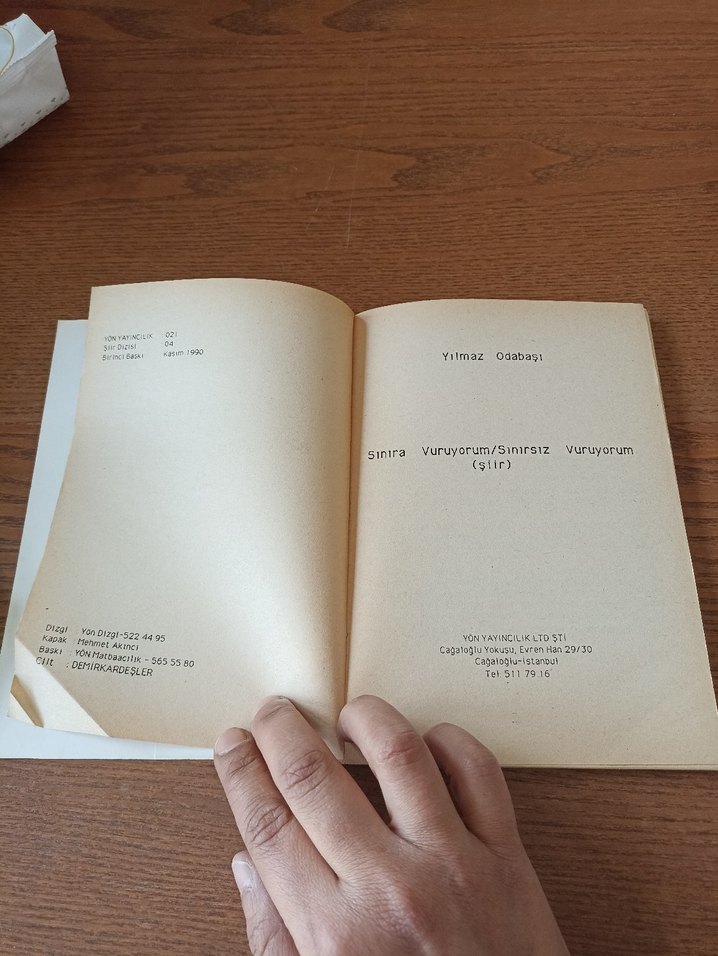 YÖN YAYINCILIK : 021
Şiir Dizisi : 04
Birinci Baskı : Kasım 1990
Dizgi : Yön Dizgi-522 44 95
Kapak : Mehmet Akıncı
Baskı : YÖN Matbaacılık - 565 55 80
Cilt : DEMİRKARDEŞLER
Yılmaz Odabaşı
Sınıra Vuruyorum/Sınırsız Vuruyorum
(şiir)
YÖN YAYINCILIK LTD ŞTİ
Cağaloğlu Yokuşu, Evren Han 29/30
Cağaloğlu-İstanbul
Tel: 511 79 16